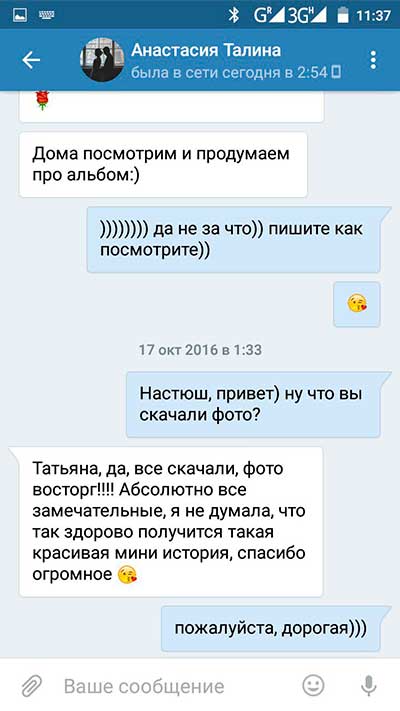 G R 3G H 11:37
Анастасия Талина
была в сети сегодня в 2:54
Дома посмотрим и продумаем
про альбом:)
)))))))) да не за что)) пишите как
посмотрите))
17 окт 2016 в 1:33
Настюш, привет) ну что вы
скачали фото?
Татьяна, да, все скачали, фото
восторг!!!! Абсолютно все
замечательные, я не думала, что
так здорово получится такая
красивая мини история, спасибо
огромное 😘
пожалуйста, дорогая)))
Ваше сообщение